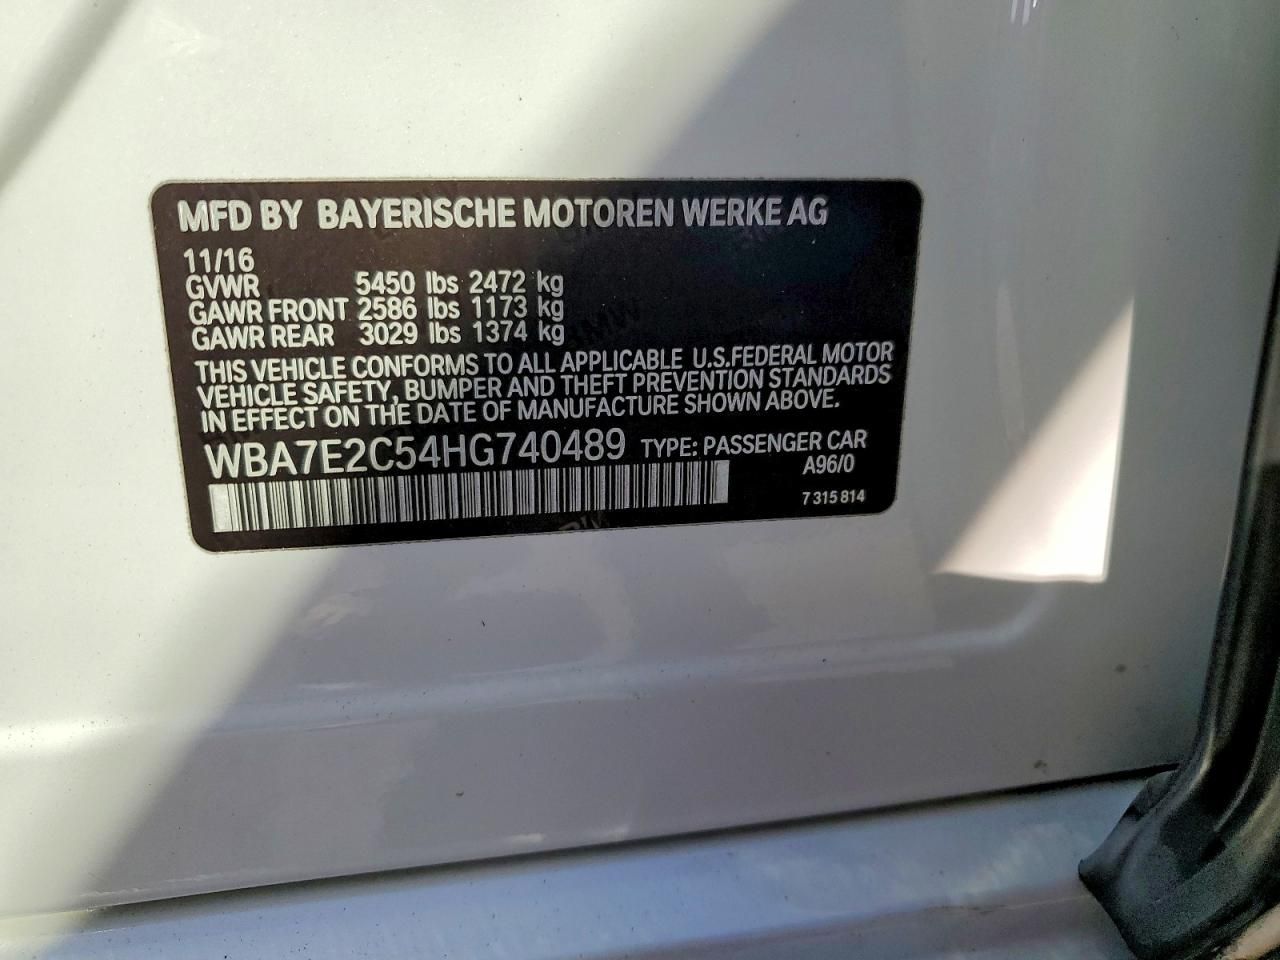 MFD BY BAYERISCHE MOTOREN WERKE AG
11/16
GVWR 5450 lbs 2472 kg
GAWR FRONT 2586 lbs 1173 kg
GAWR REAR 3029 lbs 1374 kg
THIS VEHICLE CONFORMS TO ALL APPLICABLE U.S.FEDERAL MOTOR
VEHICLE SAFETY, BUMPER AND THEFT PREVENTION STANDARDS
IN EFFECT ON THE DATE OF MANUFACTURE SHOWN ABOVE.
WBA7E2C54HG740489 TYPE: PASSENGER CAR
A96/0
7 315 814